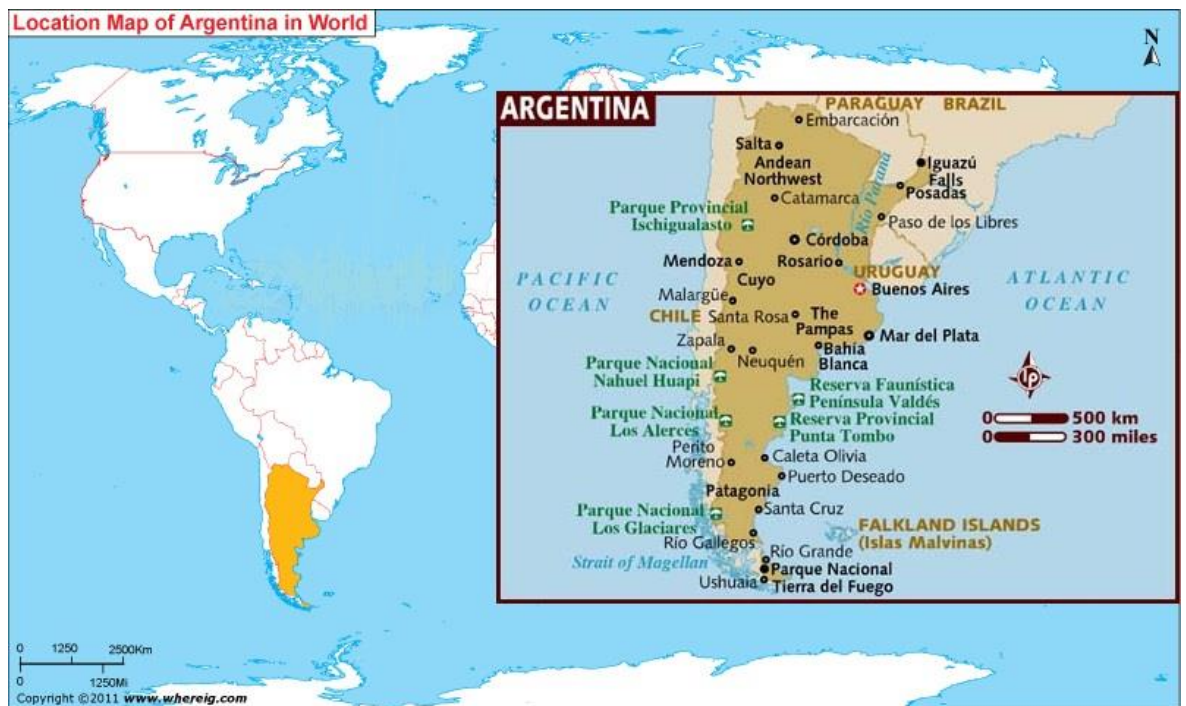 Location Map of Argentina in World
N
ARGENTINA
PARAGUAY
BRAZIL
Embarcación
Salta
Andean
Northwest
Iguazú
Falls
Posadas
Río Paraná
Catamarca
Parque Provincial
Ischigualasto
Paso de los Libres
Córdoba
Mendoza
Rosario
URUGUAY
PACIFIC
OCEAN
ATLANTIC
OCEAN
Cuyo
Buenos Aires
Malargüe
CHILE
Santa Rosa
The
Pampas
Mar del Plata
Zapala
Neuquén
Bahía
Blanca
Parque Nacional
Nahuel Huapi
Reserva Faunística
Península Valdés
Parque Nacional
Los Alerces
Reserva Provincial
Punta Tombo
lp
0 500 km
0 300 miles
Perito
Moreno
Caleta Olivia
Puerto Deseado
Patagonia
Parque Nacional
Los Glaciares
Santa Cruz
FALKLAND ISLANDS
(Islas Malvinas)
Río Gallegos
Strait of Magellan
Río Grande
Parque Nacional
Tierra del Fuego
Ushuaia
0 1250 2500Km
0 1250Mi
Copyright ©2011 www.whereig.com